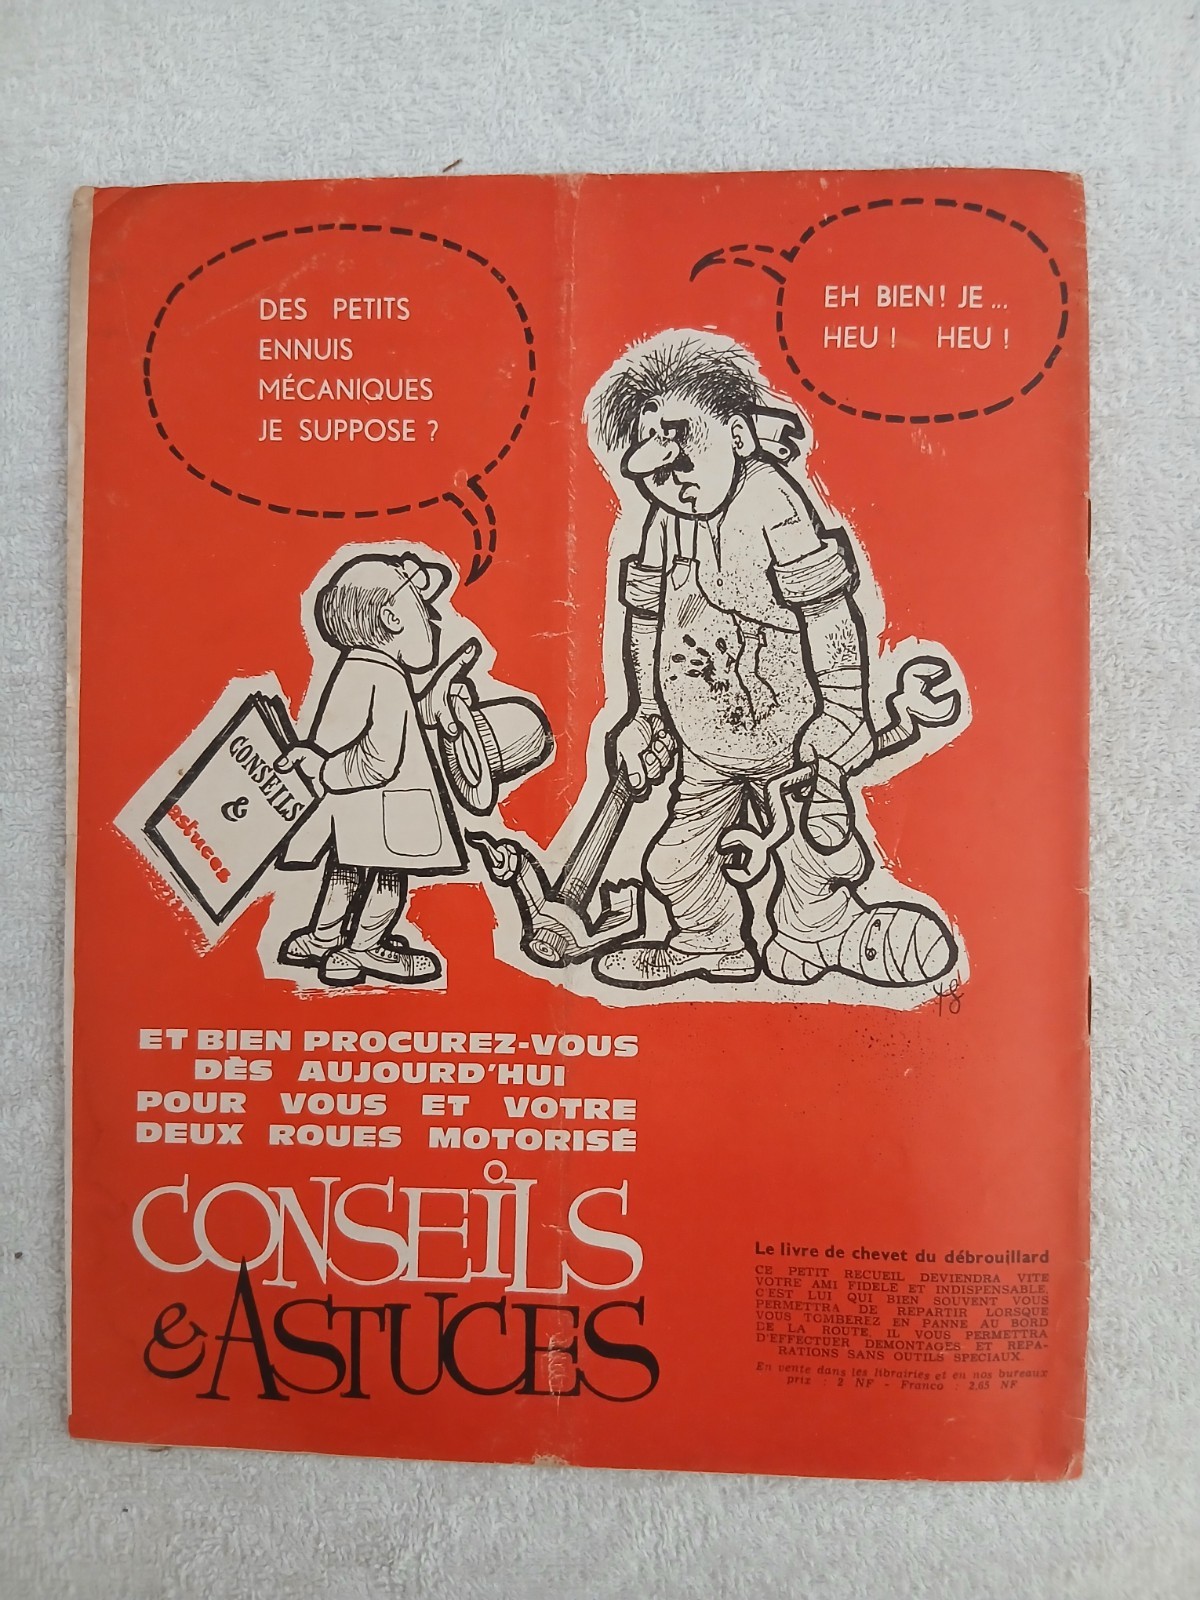 DES PETITS
ENNUIS
MÉCANIQUES
JE SUPPOSE ?
EH BIEN! JE...
HEU ! HEU !
CONSEILS
&
astuces
YG
ET BIEN PROCUREZ-VOUS
DÈS AUJOURD'HUI
POUR VOUS ET VOTRE
DEUX ROUES MOTORISÉ
CONSEILS
& ASTUCES
Le livre de chevet du débrouillard
CE PETIT RECUEIL DEVIENDRA VITE
VOTRE AMI FIDELE ET INDISPENSABLE,
C'EST LUI QUI BIEN SOUVENT VOUS
PERMETTRA DE REPARTIR LORSQUE
VOUS TOMBEREZ EN PANNE AU BORD
DE LA ROUTE. IL VOUS PERMETTRA
D'EFFECTUER DEMONTAGES ET REPA-
RATIONS SANS OUTILS SPECIAUX.
En vente dans les librairies et en nos bureaux
prix : 2 NF - Franco : 2,65 NF